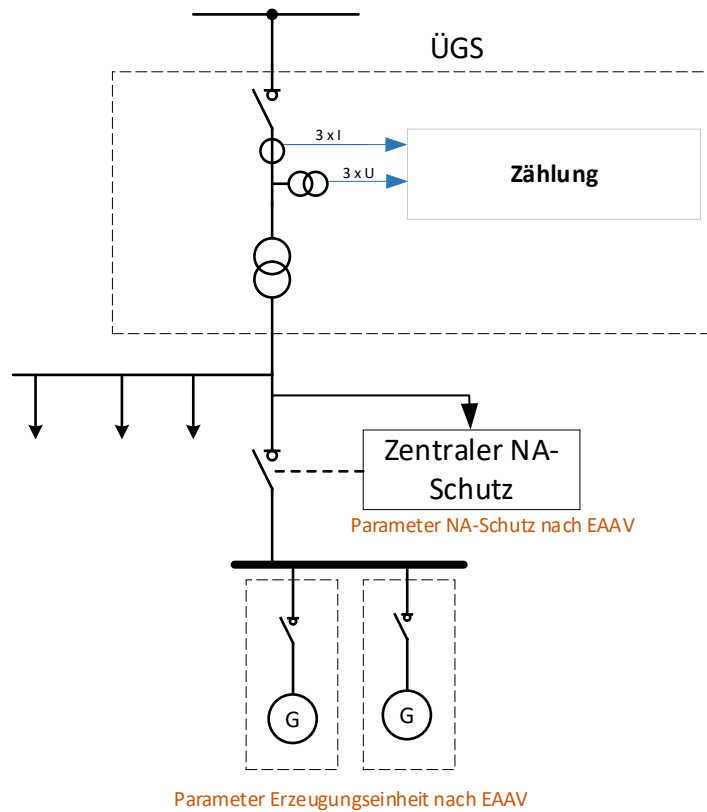 ÜGS
3 x I
3 x U
Zählung
Zentraler NA-
Schutz
Parameter NA-Schutz nach EAAV
G
G
Parameter Erzeugungseinheit nach EAAV